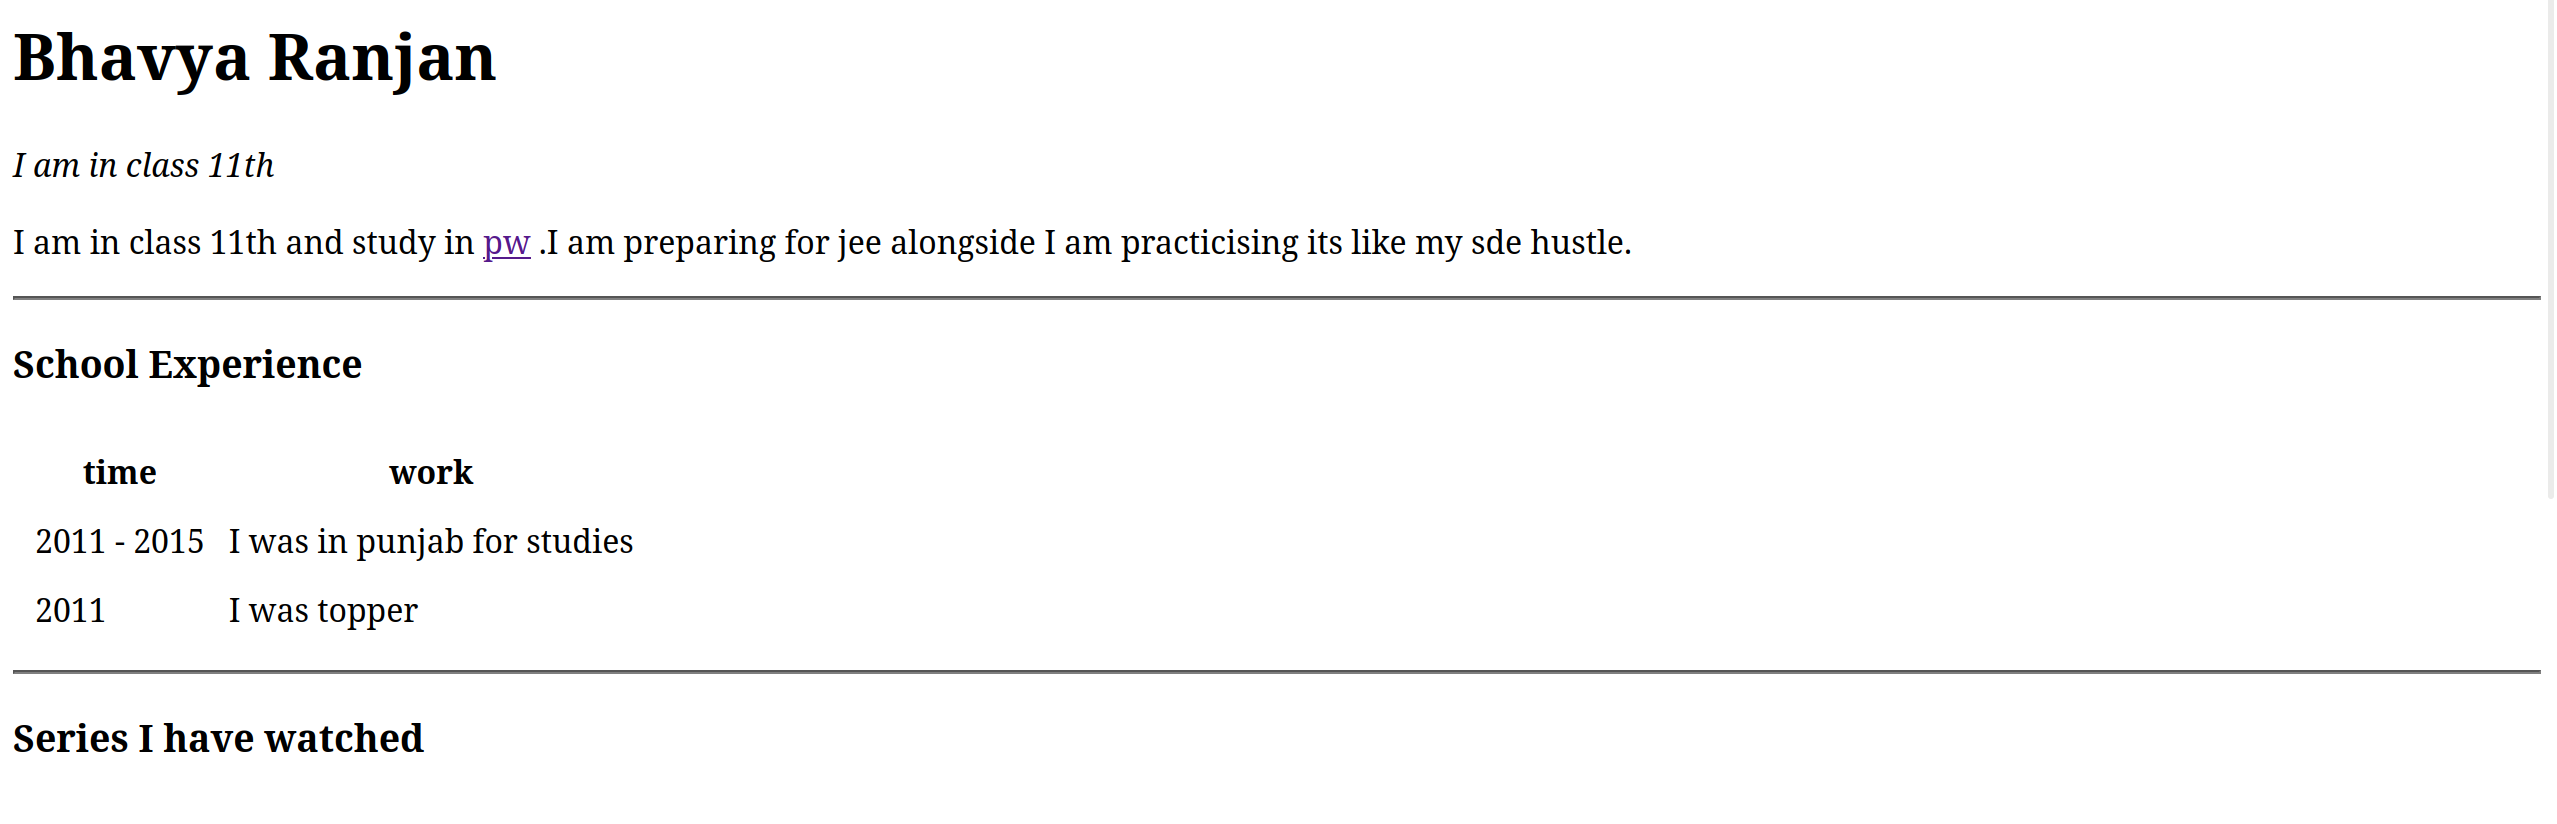 Bhavya Ranjan
I am in class 11th
I am in class 11th and study in pw .I am preparing for jee alongside I am practicising its like my sde hustle.
School Experience
time work
2011 - 2015 I was in punjab for studies
2011 I was topper
Series I have watched